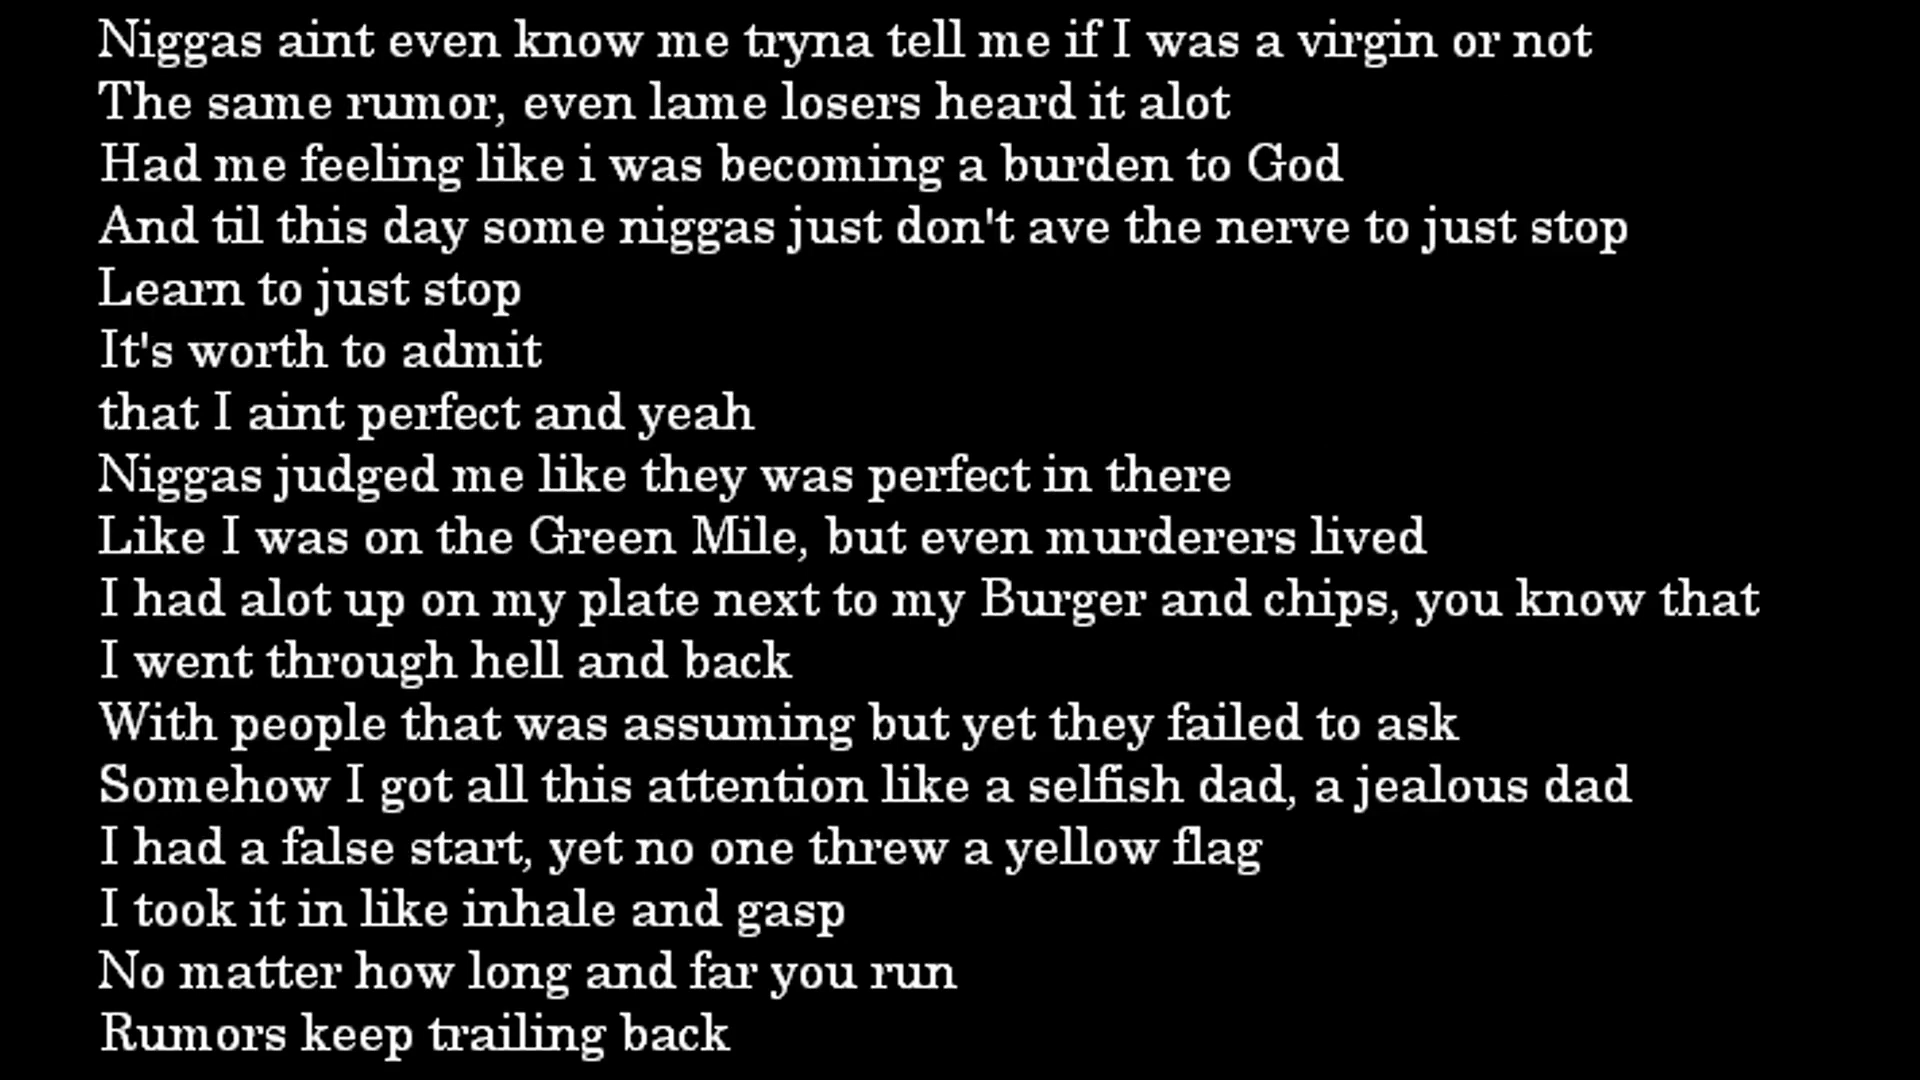 Niggas aint even know me tryna tell me if I was a virgin or not
The same rumor, even lame losers heard it alot
Had me feeling like i was becoming a burden to God
And til this day some niggas just don't ave the nerve to just stop
Learn to just stop
It's worth to admit
that I aint perfect and yeah
Niggas judged me like they was perfect in there
Like I was on the Green Mile, but even murderers lived
I had alot up on my plate next to my Burger and chips, you know that
I went through hell and back
With people that was assuming but yet they failed to ask
Somehow I got all this attention like a selfish dad, a jealous dad
I had a false start, yet no one threw a yellow flag
I took it in like inhale and gasp
No matter how long and far you run
Rumors keep trailing back